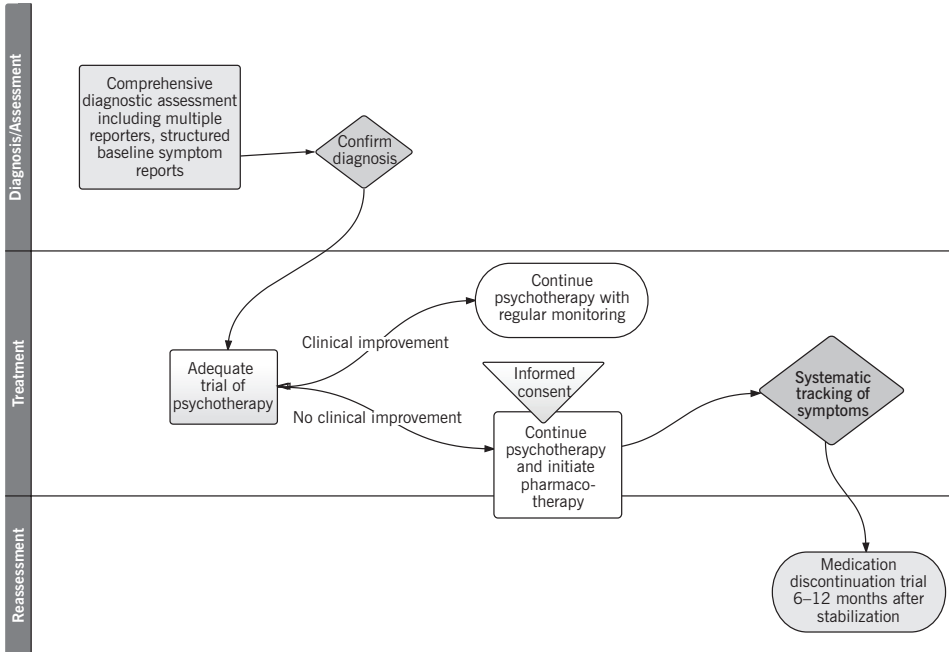 Diagnosis/Assessment
Comprehensive
diagnostic assessment
including multiple
reporters, structured
baseline symptom
reports
Confirm
diagnosis
Treatment
Adequate
trial of
psychotherapy
Clinical improvement
Continue
psychotherapy with
regular monitoring
No clinical improvement
Informed
consent
Continue
psychotherapy
and initiate
pharmaco-
therapy
Systematic
tracking of
symptoms
Reassessment
Medication
discontinuation trial
6–12 months after
stabilization